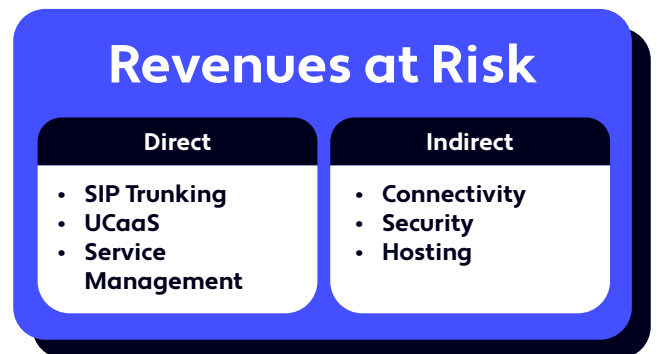 Revenues at Risk
Direct
• SIP Trunking
• UCaaS
• Service
Management
Indirect
• Connectivity
• Security
• Hosting